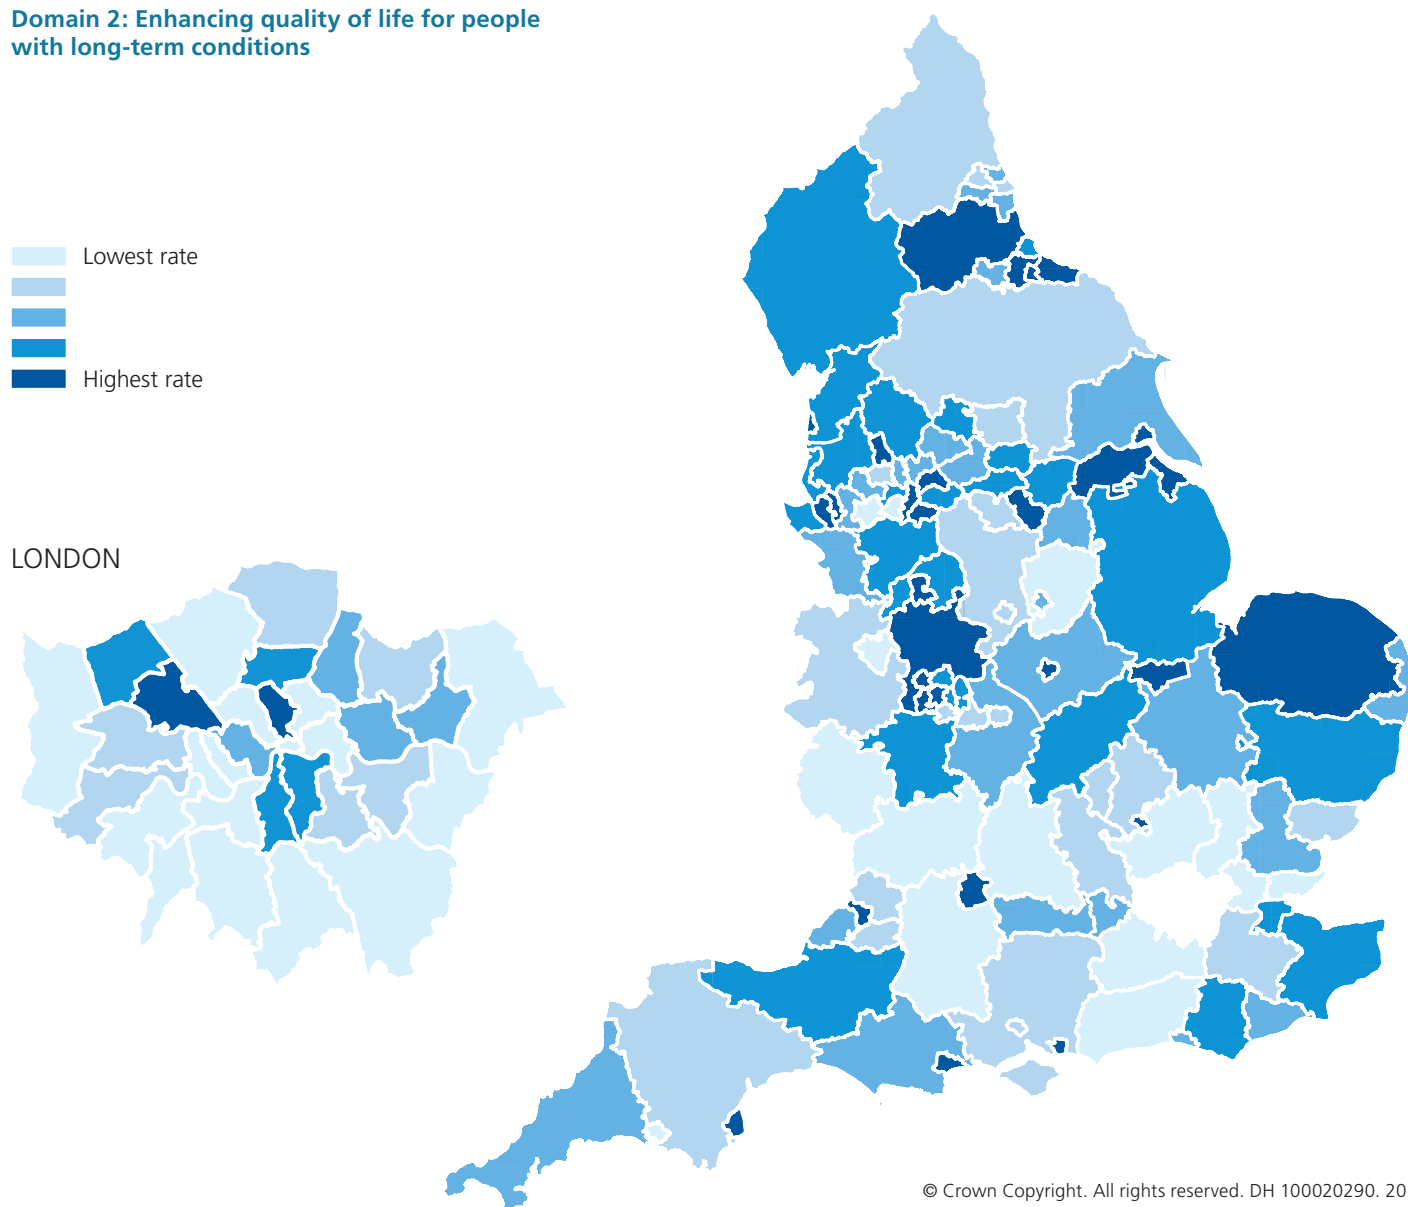 Domain 2: Enhancing quality of life for people
with long-term conditions
Lowest rate
Highest rate
LONDON
© Crown Copyright. All rights reserved. DH 100020290. 20